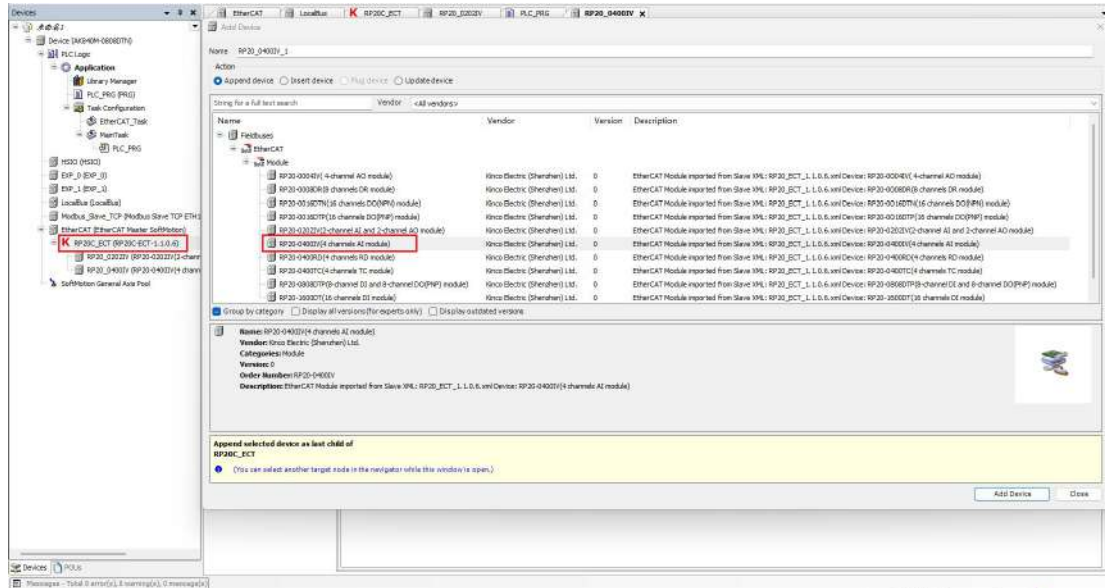 Devices
未命名1
Device (AK840M-0808DTN)
PLC Logic
Application
Library Manager
PLC_PRG (PRG)
Task Configuration
EtherCAT_Task
MainTask
PLC_PRG
HSIO (HSIO)
EXP_0 (EXP_0)
EXP_1 (EXP_1)
LocalBus (LocalBus)
Modbus_Slave_TCP (Modbus Slave TCP ETH1
EtherCAT (EtherCAT Master SoftMotion)
K RP20C_ECT (RP20C-ECT-1.1.0.6)
RP20_0202IV (RP20-0202IV(2-chann
RP20_0400IV (RP20-0400IV(4 chann
SoftMotion General Axis Pool
Devices POUs
EtherCAT LocalBus K RP20C_ECT RP20_0202IV PLC_PRG RP20_0400IV X
Add Device
Name RP20_0400IV_1
Action
Append device Insert device Plug device Update device
String for a full text search Vendor <All vendors>
Name Vendor Version Description
Fieldbuses
EtherCAT
Module
RP20-0004IV( 4-channel AO module) Kinco Electric (Shenzhen) Ltd. 0 EtherCAT Module imported from Slave XML: RP20_ECT_1.1.0.6.xml Device: RP20-0004IV( 4-channel AO module)
RP20-0008DR(8 channels DR module) Kinco Electric (Shenzhen) Ltd. 0 EtherCAT Module imported from Slave XML: RP20_ECT_1.1.0.6.xml Device: RP20-0008DR(8 channels DR module)
RP20-0016DTN(16 channels DO(NPN) module) Kinco Electric (Shenzhen) Ltd. 0 EtherCAT Module imported from Slave XML: RP20_ECT_1.1.0.6.xml Device: RP20-0016DTN(16 channels DO(NPN) module)
RP20-0016DTP(16 channels DO(PNP) module) Kinco Electric (Shenzhen) Ltd. 0 EtherCAT Module imported from Slave XML: RP20_ECT_1.1.0.6.xml Device: RP20-0016DTP(16 channels DO(PNP) module)
RP20-0202IV(2-channel AI and 2-channel AO module) Kinco Electric (Shenzhen) Ltd. 0 EtherCAT Module imported from Slave XML: RP20_ECT_1.1.0.6.xml Device: RP20-0202IV(2-channel AI and 2-channel AO module)
RP20-0400IV(4 channels AI module) Kinco Electric (Shenzhen) Ltd. 0 EtherCAT Module imported from Slave XML: RP20_ECT_1.1.0.6.xml Device: RP20-0400IV(4 channels AI module)
RP20-0400RD(4 channels RD module) Kinco Electric (Shenzhen) Ltd. 0 EtherCAT Module imported from Slave XML: RP20_ECT_1.1.0.6.xml Device: RP20-0400RD(4 channels RD module)
RP20-0400TC(4 channels TC module) Kinco Electric (Shenzhen) Ltd. 0 EtherCAT Module imported from Slave XML: RP20_ECT_1.1.0.6.xml Device: RP20-0400TC(4 channels TC module)
RP20-0808DTP(8-channel DI and 8-channel DO(PNP) module) Kinco Electric (Shenzhen) Ltd. 0 EtherCAT Module imported from Slave XML: RP20_ECT_1.1.0.6.xml Device: RP20-0808DTP(8-channel DI and 8-channel DO(PNP) module)
RP20-1600DT(16 channels DI module) Kinco Electric (Shenzhen) Ltd. 0 EtherCAT Module imported from Slave XML: RP20_ECT_1.1.0.6.xml Device: RP20-1600DT(16 channels DI module)
Group by category Display all versions (for experts only) Display outdated versions
Name: RP20-0400IV(4 channels AI module)
Vendor: Kinco Electric (Shenzhen) Ltd.
Categories: Module
Version: 0
Order Number: RP20-0400IV
Description: EtherCAT Module imported from Slave XML: RP20_ECT_1.1.0.6.xml Device: RP20-0400IV(4 channels AI module)
Append selected device as last child of
RP20C_ECT
(You can select another target node in the navigator while this window is open.)
Add Device Close
Messages - Total 0 error(s), 0 warning(s), 0 message(s)